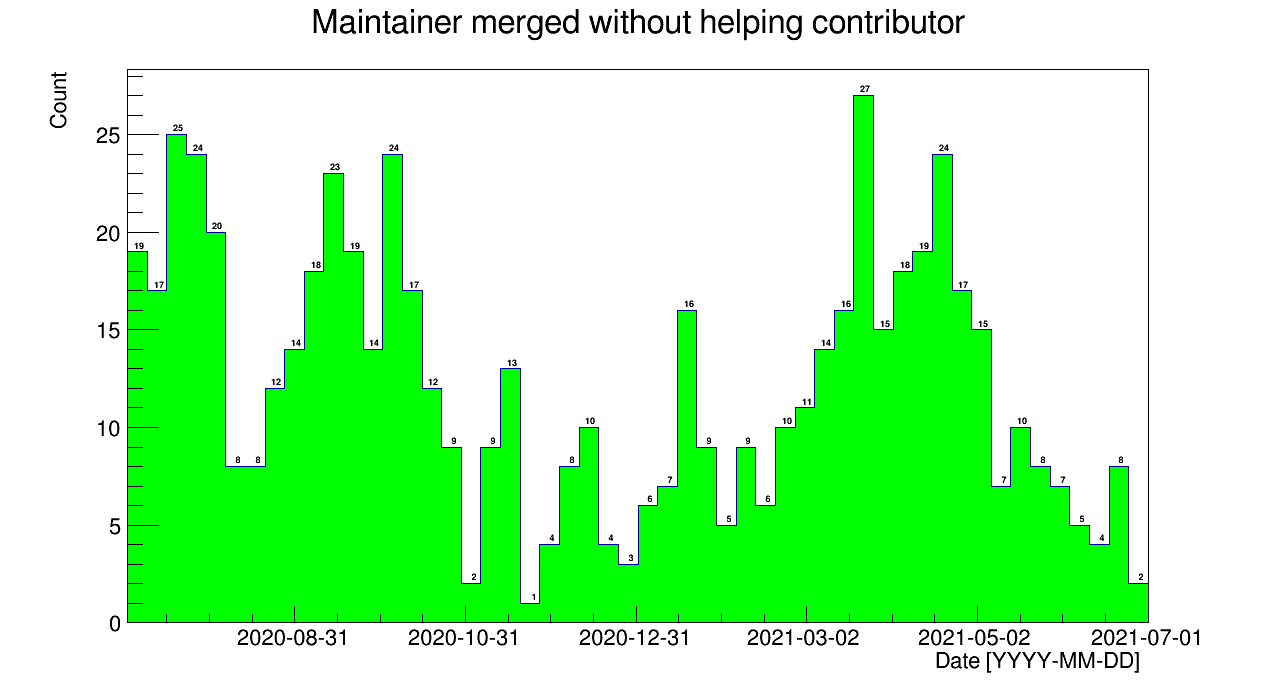 Maintainer merged without helping contributor
Count
25
20
15
10
5
0
19 17 25 24 20 8 8 12 14 18 23 19 14 24 17 12 9 2 9 13 1 4 8 10 4 3 6 7 16 9 5 9 6 10 11 14 16 27 15 18 19 24 17 15 7 10 8 7 5 4 8 2
2020-08-31 2020-10-31 2020-12-31 2021-03-02 2021-05-02 2021-07-01
Date [YYYY-MM-DD]